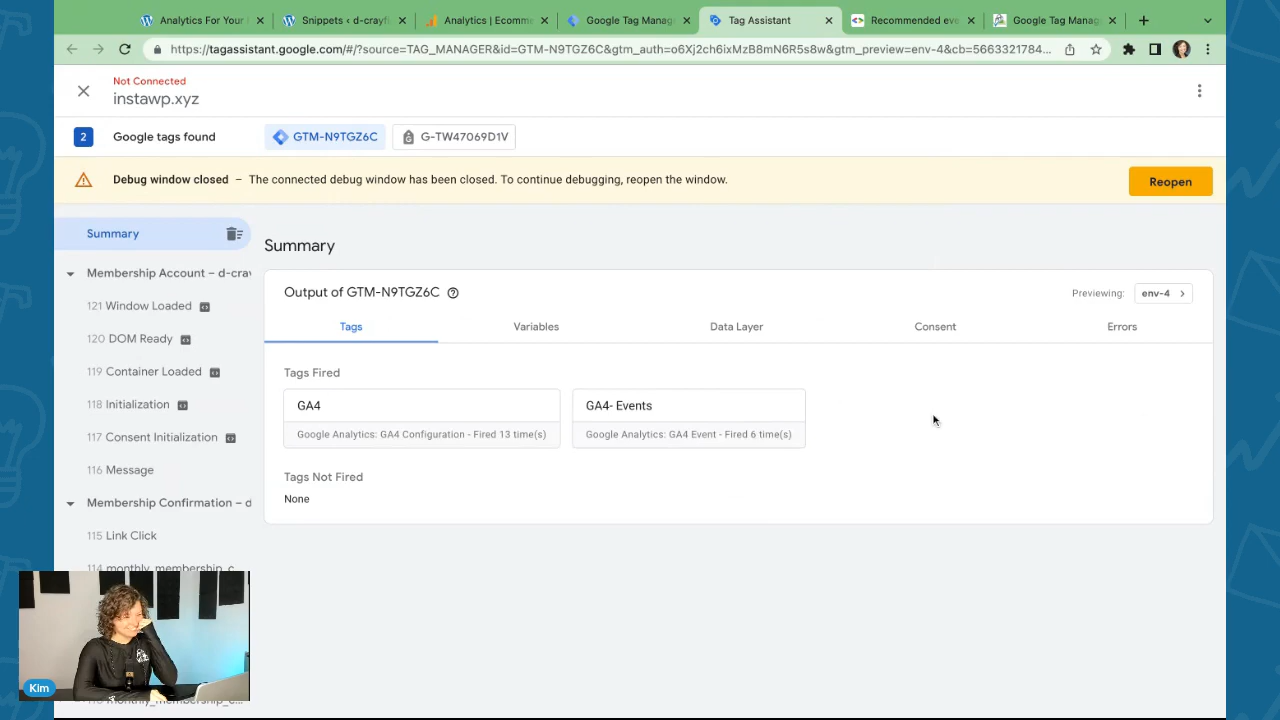 Analytics For Your
Snippets ‹ d-crayfi
Analytics | Ecomme
Google Tag Manag
Tag Assistant
Recommended eve
Google Tag Manag
https://tagassistant.google.com/#/?source=TAG_MANAGER&id=GTM-N9TGZ6C&gtm_auth=o6Xj2ch6ixMzB8mN6R5s8w&gtm_preview=env-4&cb=5663321784...
Not Connected
instawp.xyz
2 Google tags found GTM-N9TGZ6C G-TW47069D1V
Debug window closed – The connected debug window has been closed. To continue debugging, reopen the window.
Reopen
Summary
Membership Account – d-cray
121 Window Loaded
120 DOM Ready
119 Container Loaded
118 Initialization
117 Consent Initialization
116 Message
Membership Confirmation – d
115 Link Click
114 monthly_membership_c
monthly_membership_c...
Summary
Output of GTM-N9TGZ6C
Previewing: env-4
Tags Variables Data Layer Consent Errors
Tags Fired
GA4
Google Analytics: GA4 Configuration - Fired 13 time(s)
GA4- Events
Google Analytics: GA4 Event - Fired 6 time(s)
Tags Not Fired
None
Kim